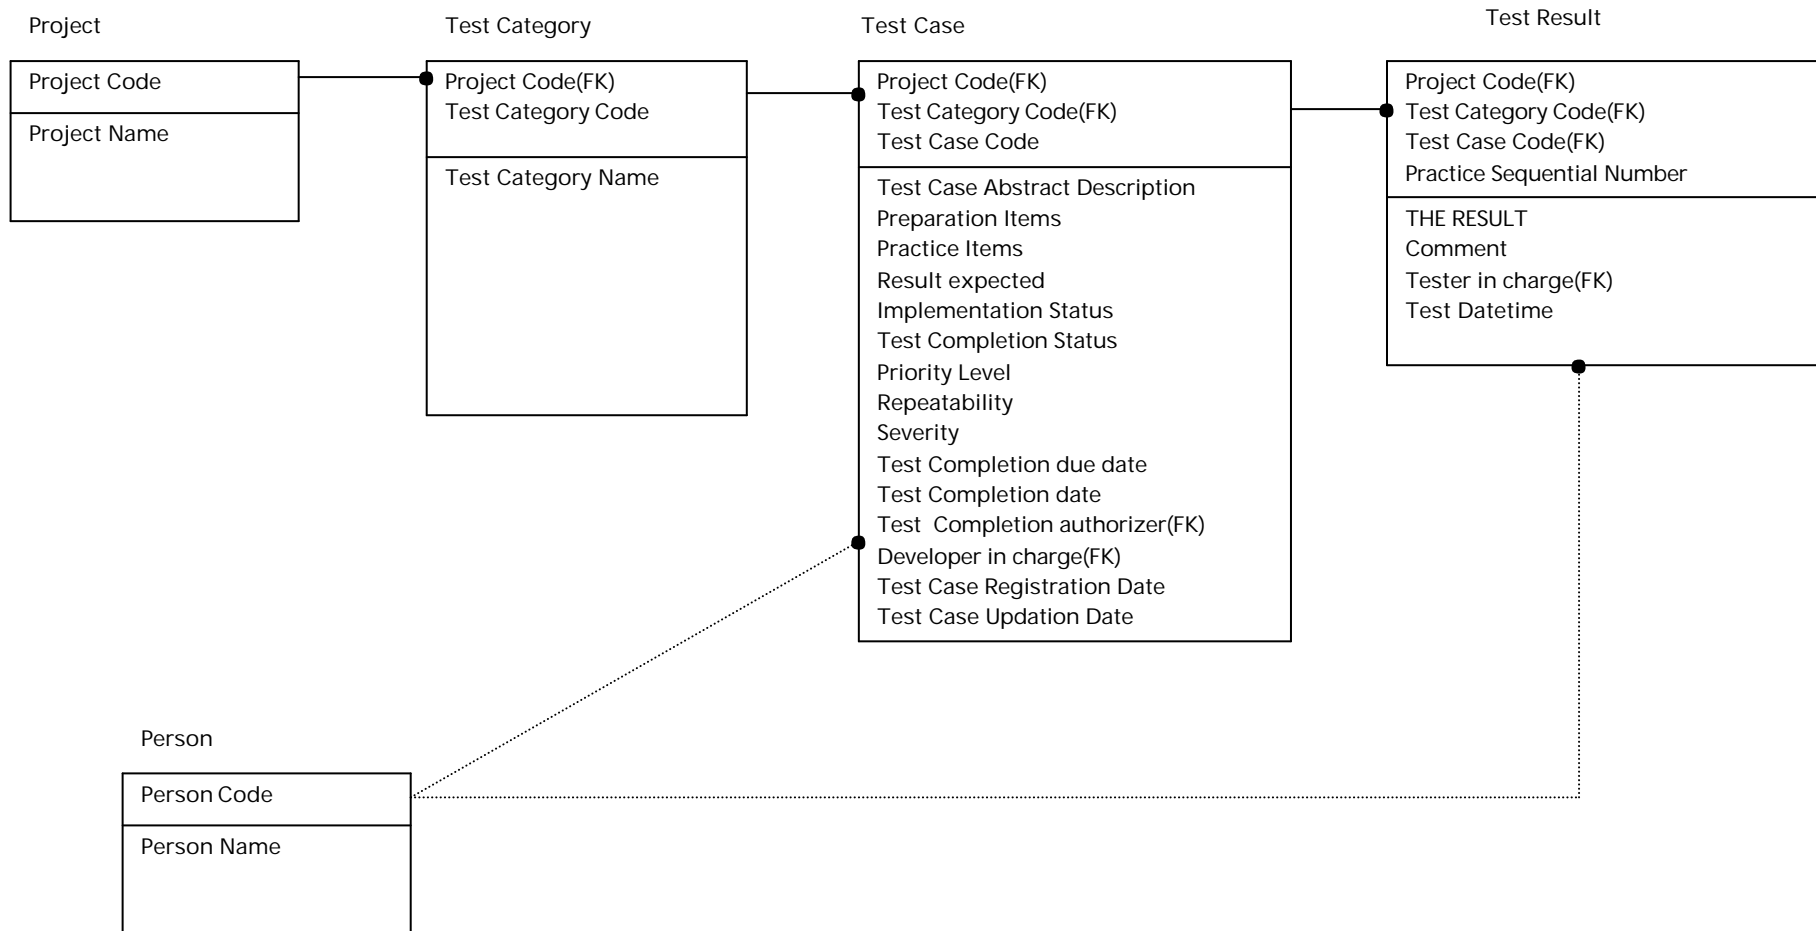 Project
Project Code
Project Name
Test Category
Project Code(FK)
Test Category Code
Test Category Name
Test Case
Project Code(FK)
Test Category Code(FK)
Test Case Code
Test Case Abstract Description
Preparation Items
Practice Items
Result expected
Implementation Status
Test Completion Status
Priority Level
Repeatability
Severity
Test Completion due date
Test Completion date
Test  Completion authorizer(FK)
Developer in charge(FK)
Test Case Registration Date
Test Case Updation Date
Test Result
Project Code(FK)
Test Category Code(FK)
Test Case Code(FK)
Practice Sequential Number
THE RESULT
Comment
Tester in charge(FK)
Test Datetime
Person
Person Code
Person Name